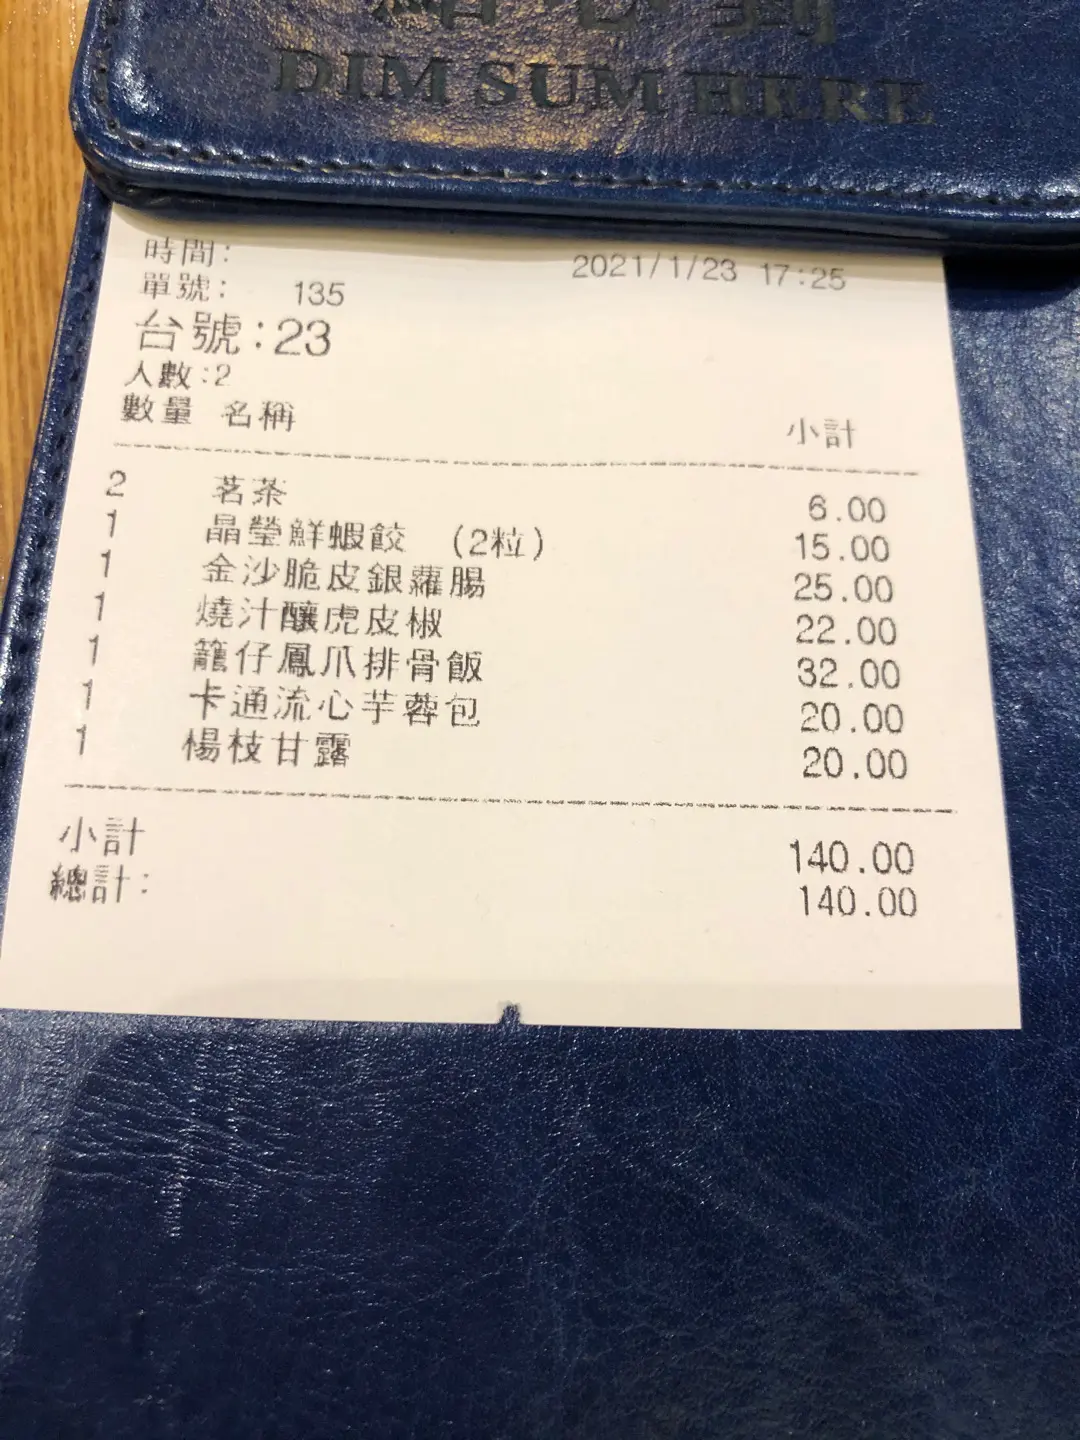 點心到
DIM SUM HERE
時間: 2021/1/23 17:25
單號: 135
台號:23
人數:2
數量 名稱 小計
2 茗茶 6.00
1 晶瑩鮮蝦餃 (2粒) 15.00
1 金沙脆皮銀蘿腸 25.00
1 燒汁釀虎皮椒 22.00
1 籠仔鳳爪排骨飯 32.00
1 卡通流心芋蓉包 20.00
1 楊枝甘露 20.00
小計 140.00
總計: 140.00